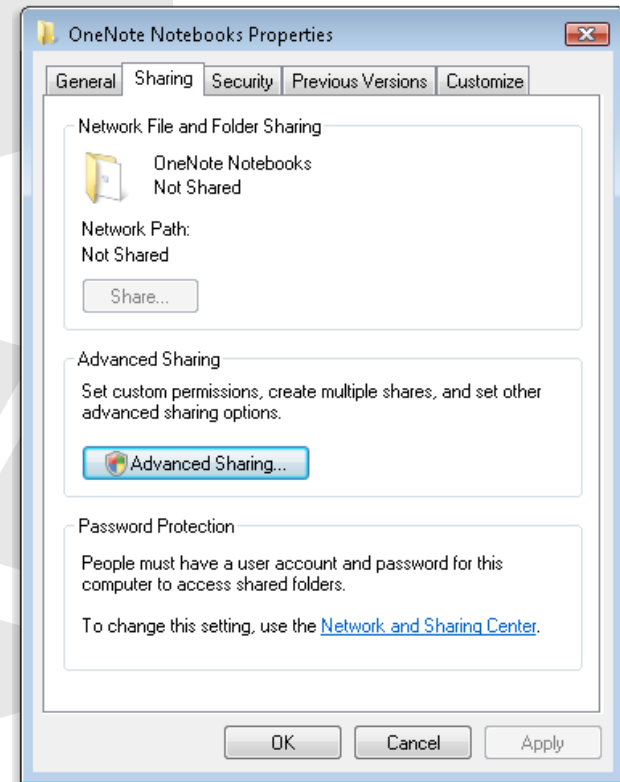 OneNote Notebooks Properties
General Sharing Security Previous Versions Customize
Network File and Folder Sharing
OneNote Notebooks
Not Shared
Network Path:
Not Shared
Share...
Advanced Sharing
Set custom permissions, create multiple shares, and set other
advanced sharing options.
Advanced Sharing...
Password Protection
People must have a user account and password for this
computer to access shared folders.
To change this setting, use the Network and Sharing Center.
OK Cancel Apply